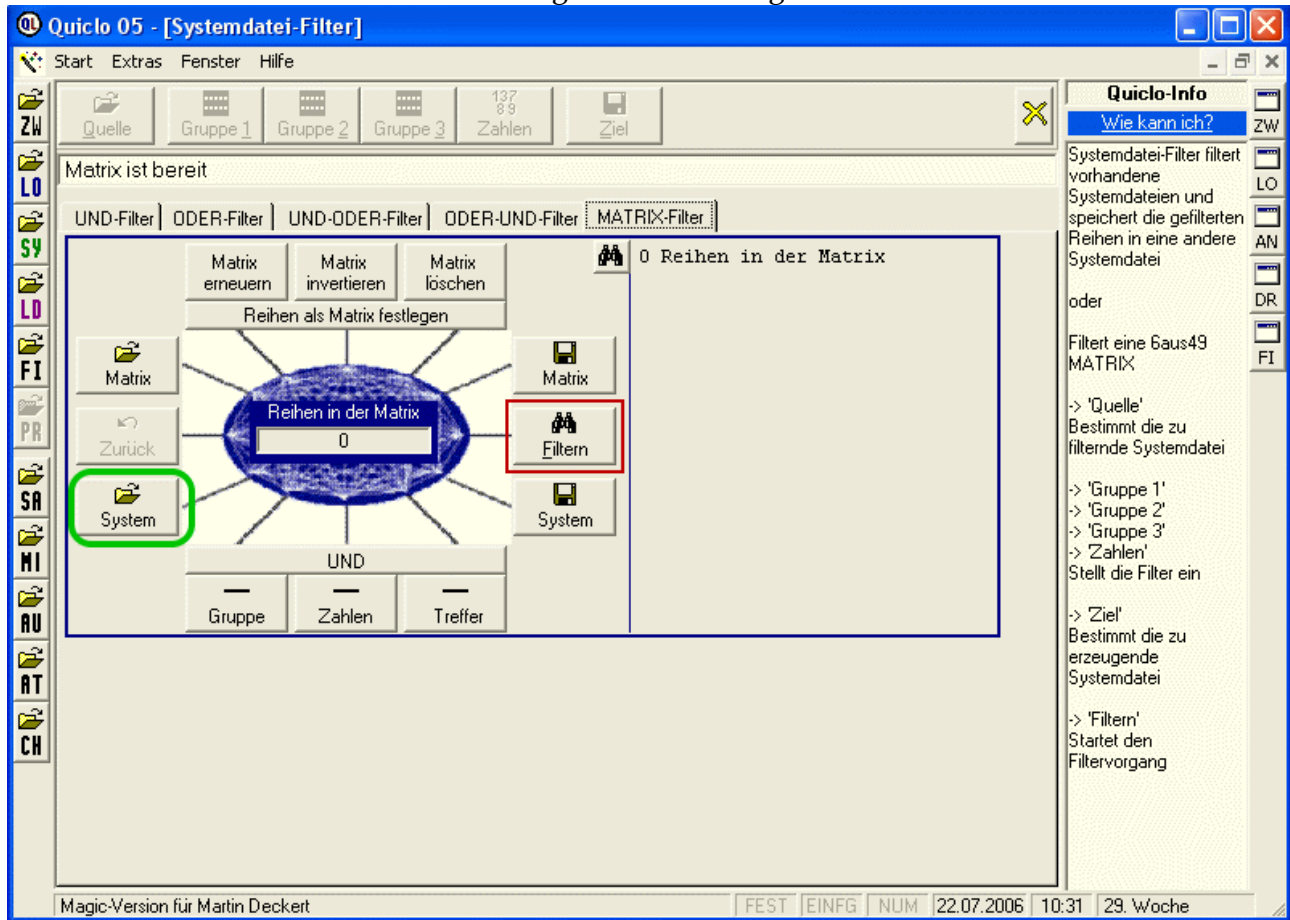 Quiclo 05 - [Systemdatei-Filter]
Start Extras Fenster Hilfe
ZW
LO
SY
LD
FI
PR
SA
MI
AU
AT
CH
Quelle
Gruppe 1
Gruppe 2
Gruppe 3
137
89
Zahlen
Ziel
Matrix ist bereit
UND-Filter ODER-Filter UND-ODER-Filter ODER-UND-Filter MATRIX-Filter
Matrix erneuern
Matrix invertieren
Matrix löschen
Reihen als Matrix festlegen
Matrix
Zurück
System
Reihen in der Matrix
0
Matrix
Filtern
System
UND
Gruppe
Zahlen
Treffer
0 Reihen in der Matrix
Quiclo-Info
Wie kann ich?
Systemdatei-Filter filtert
vorhandene
Systemdateien und
speichert die gefilterten
Reihen in eine andere
Systemdatei
oder
Filtert eine 6aus49
MATRIX
-> 'Quelle'
Bestimmt die zu
filternde Systemdatei
-> 'Gruppe 1'
-> 'Gruppe 2'
-> 'Gruppe 3'
-> 'Zahlen'
Stellt die Filter ein
-> 'Ziel'
Bestimmt die zu
erzeugende
Systemdatei
-> 'Filtern'
Startet den
Filtervorgang
ZW
LO
AN
DR
FI
Magic-Version für Martin Deckert
FEST EINFG NUM 22.07.2006 10:31 29. Woche